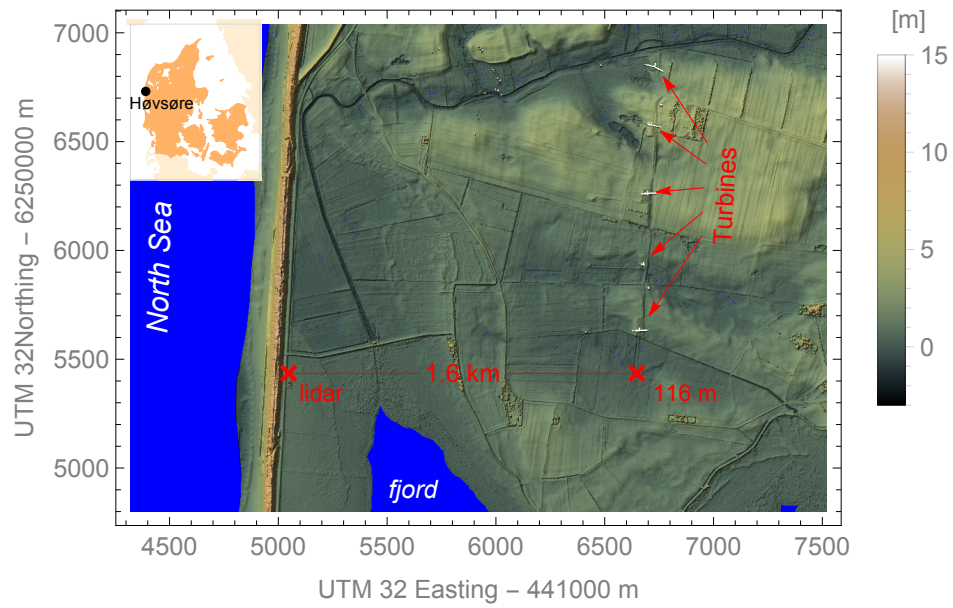 [m]
7000
6500
6000
5500
5000
UTM 32Northing – 6250000 m
Høvsøre
North Sea
Turbines
lidar
1.6 km
116 m
fjord
15
10
5
0
4500
5000
5500
6000
6500
7000
7500
UTM 32 Easting – 441000 m